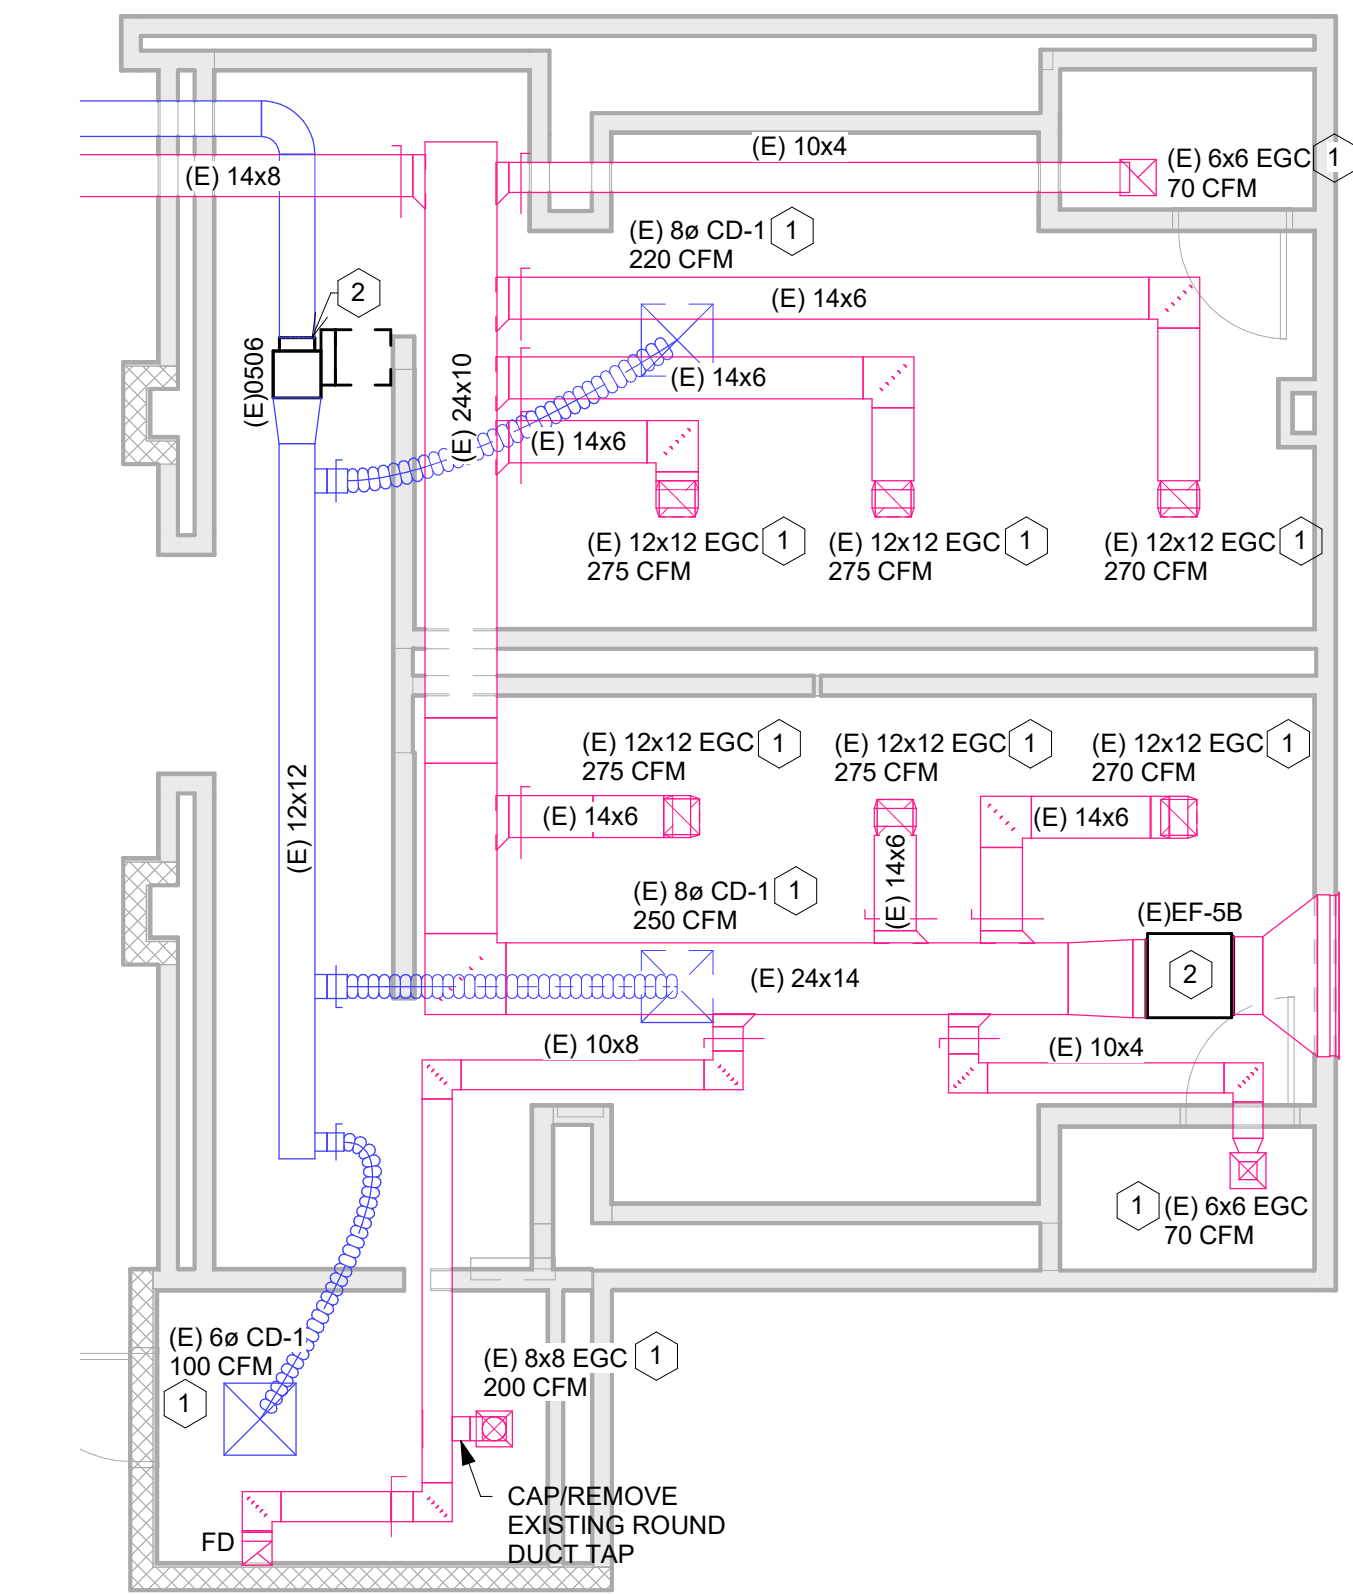 (E) 10x4
(E) 14x8
(E) 6x6 EGC 1
70 CFM
(E) 8ø CD-1 1
220 CFM
2
(E) 14x6
(E)0506
(E) 24x10
(E) 14x6
(E) 14x6
(E) 12x12 EGC 1
275 CFM
(E) 12x12 EGC 1
275 CFM
(E) 12x12 EGC 1
270 CFM
(E) 12x12 EGC 1
275 CFM
(E) 12x12 EGC 1
275 CFM
(E) 12x12 EGC 1
270 CFM
(E) 12x12
(E) 14x6
(E) 14x6
(E) 14x6
(E) 8ø CD-1 1
250 CFM
(E)EF-5B
(E) 24x14
2
(E) 10x8
(E) 10x4
1 (E) 6x6 EGC
70 CFM
(E) 6ø CD-1
100 CFM
1
(E) 8x8 EGC 1
200 CFM
CAP/REMOVE
EXISTING ROUND
DUCT TAP
FD